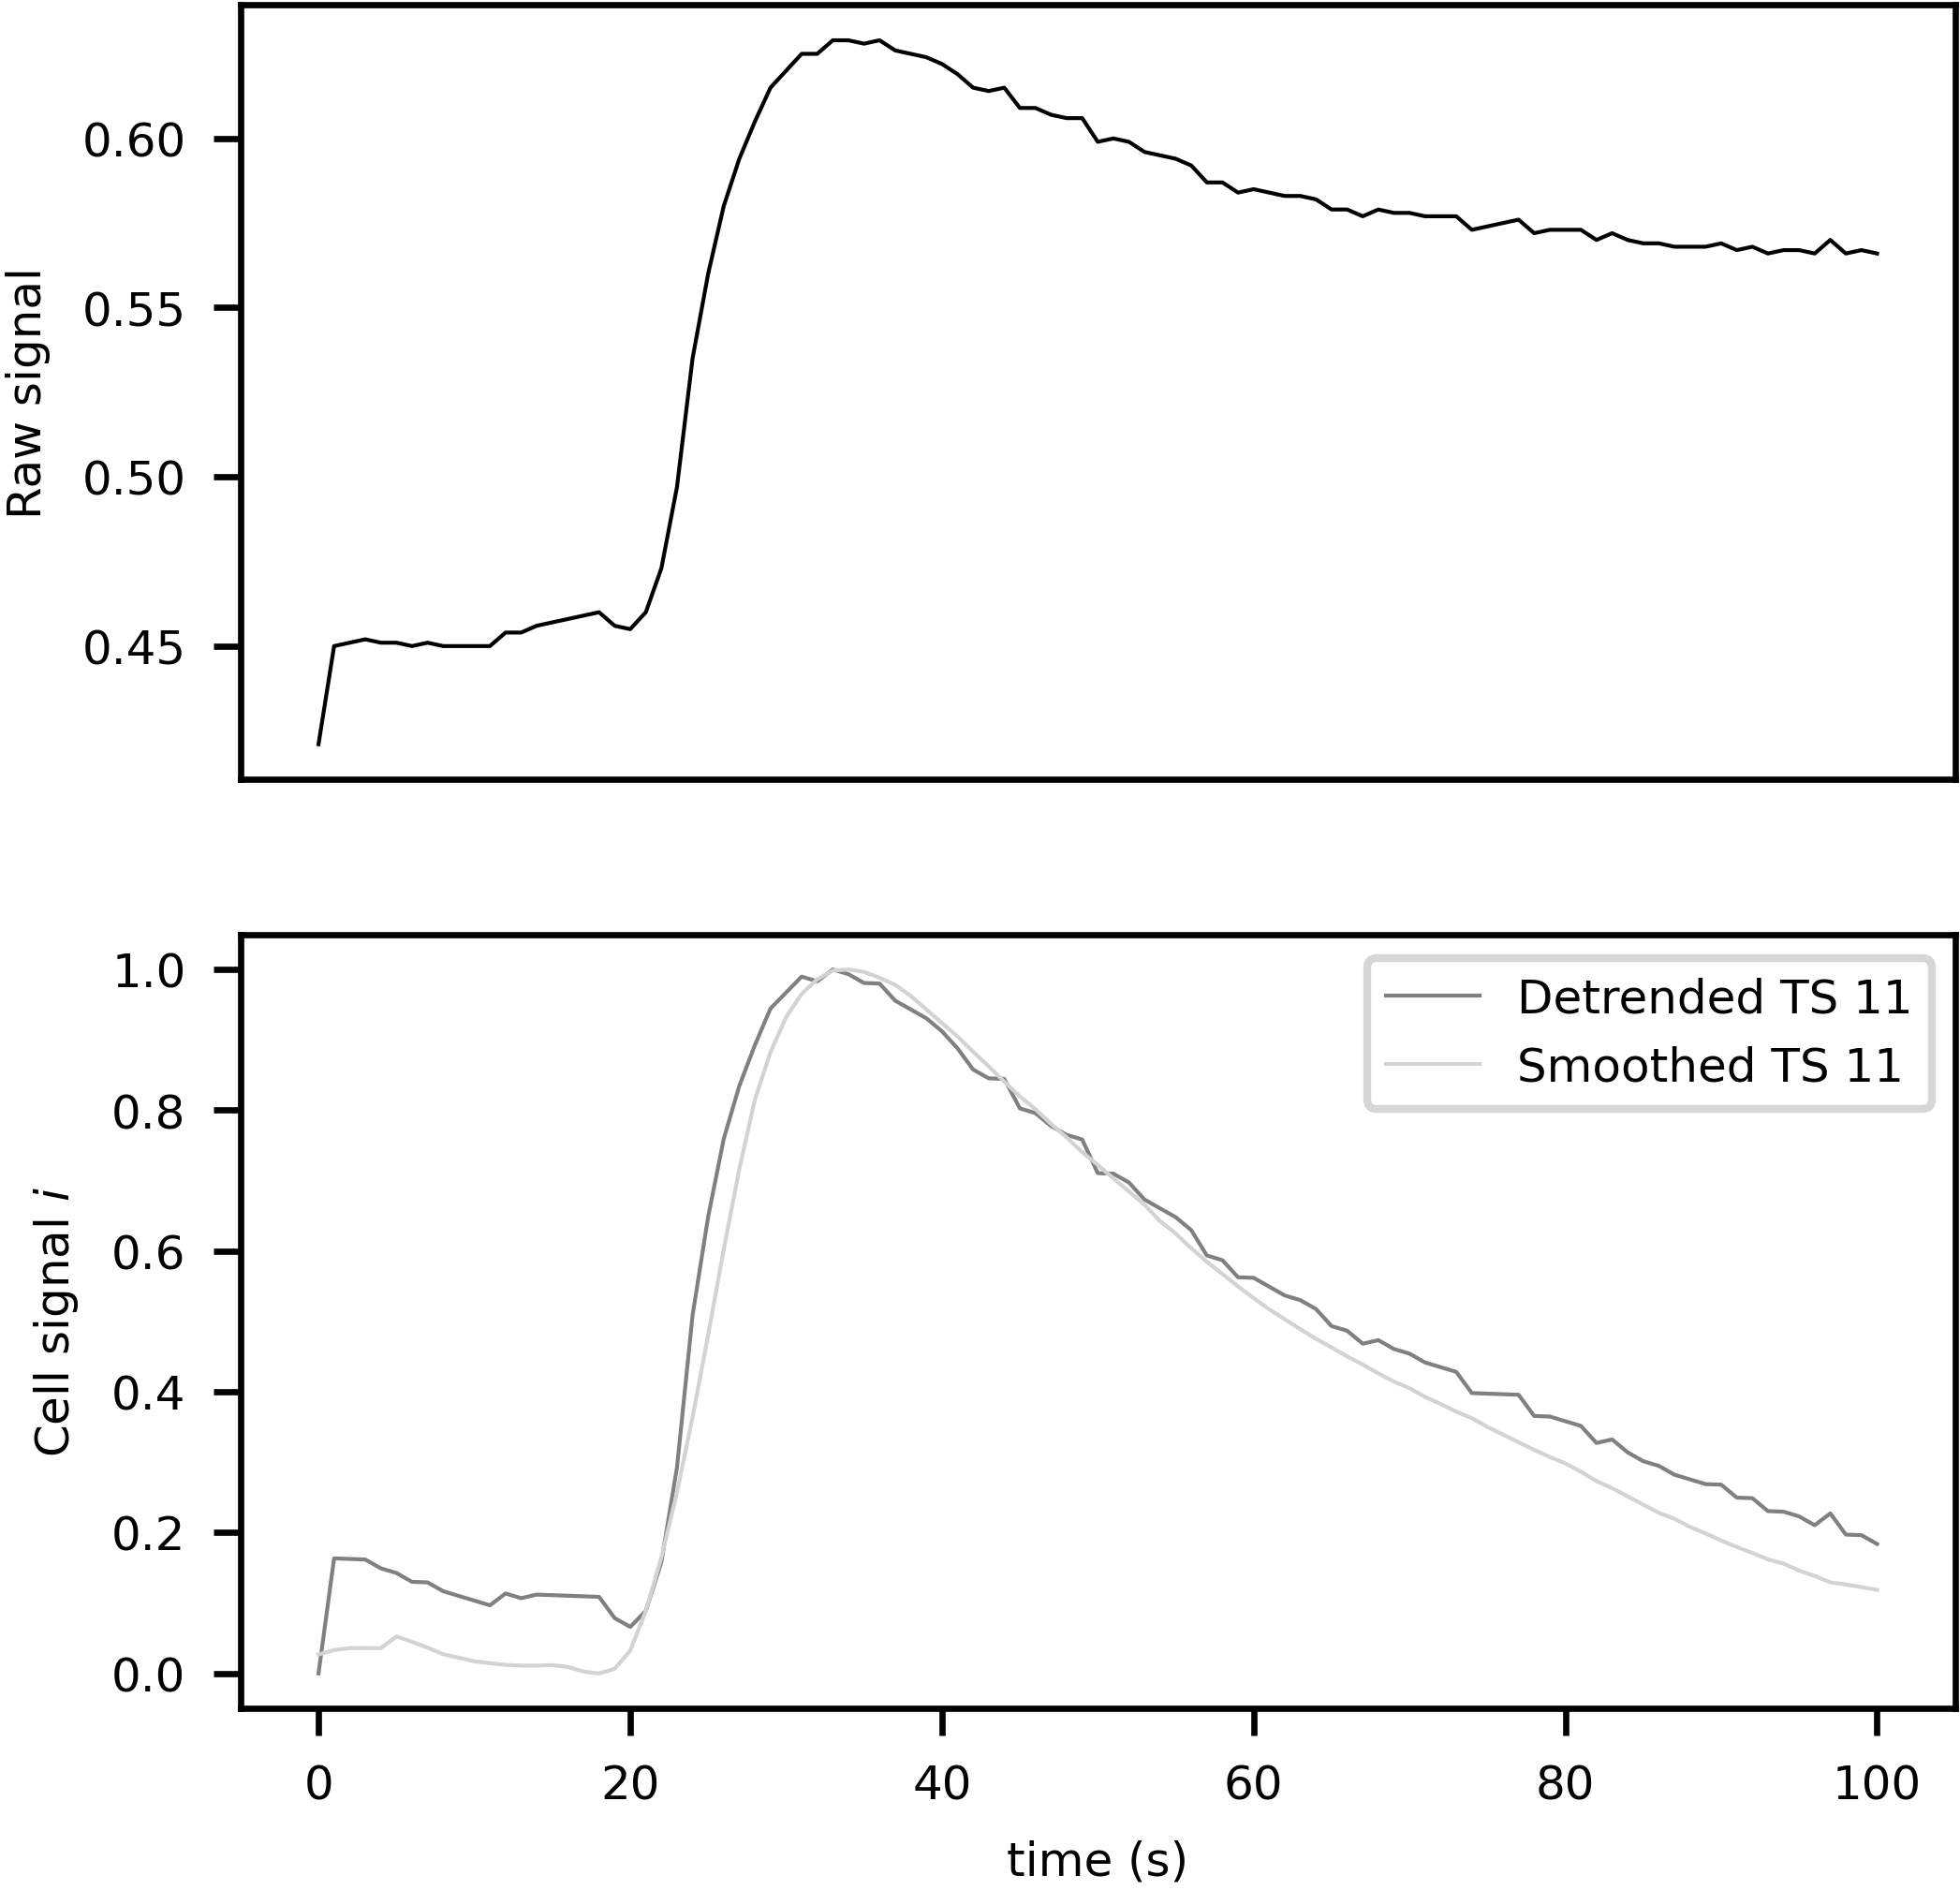 Raw signal
0.60
0.55
0.50
0.45
Cell signal i
1.0
0.8
0.6
0.4
0.2
0.0
Detrended TS 11
Smoothed TS 11
0 20 40 60 80 100
time (s)